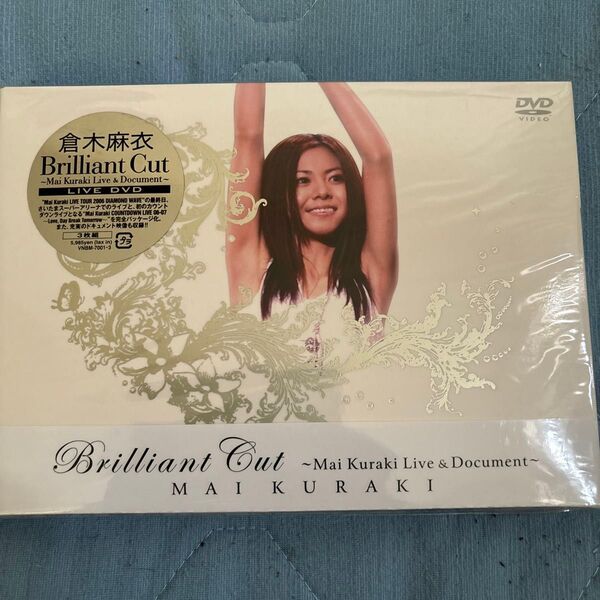 倉木麻衣
Brilliant Cut
~Mai Kuraki Live & Document~
LIVE DVD
"Mai Kuraki LIVE TOUR 2006 DIAMOND WAVE"の最終日、
さいたまスーパーアリーナでのライブと、初のカウント
ダウンライブとなる"Mai Kuraki COUNTDOWN LIVE 06-07
~Love, Day Break Tomorrow~"を完全パッケージ化。
また、充実のドキュメント映像も収録!!
3枚組
5,985yen (tax in)
VNBM-7001~3
DVD
VIDEO
Brilliant Cut ~Mai Kuraki Live & Document~
MAI KURAKI